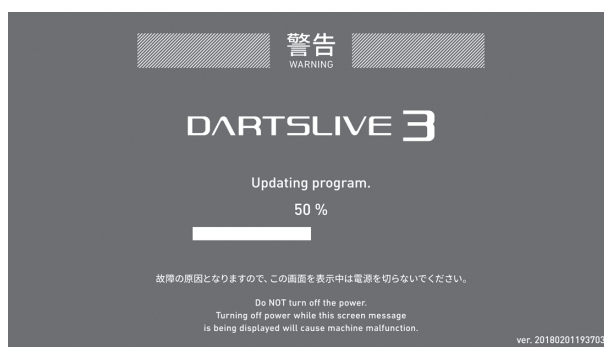 警告
WARNING
DARTSLIVE 3
Updating program.
50 %
故障の原因となりますので、この画面を表示中は電源を切らないでください。
Do NOT turn off the power.
Turning off power while this screen message
is being displayed will cause machine malfunction.
ver. 20180201193703